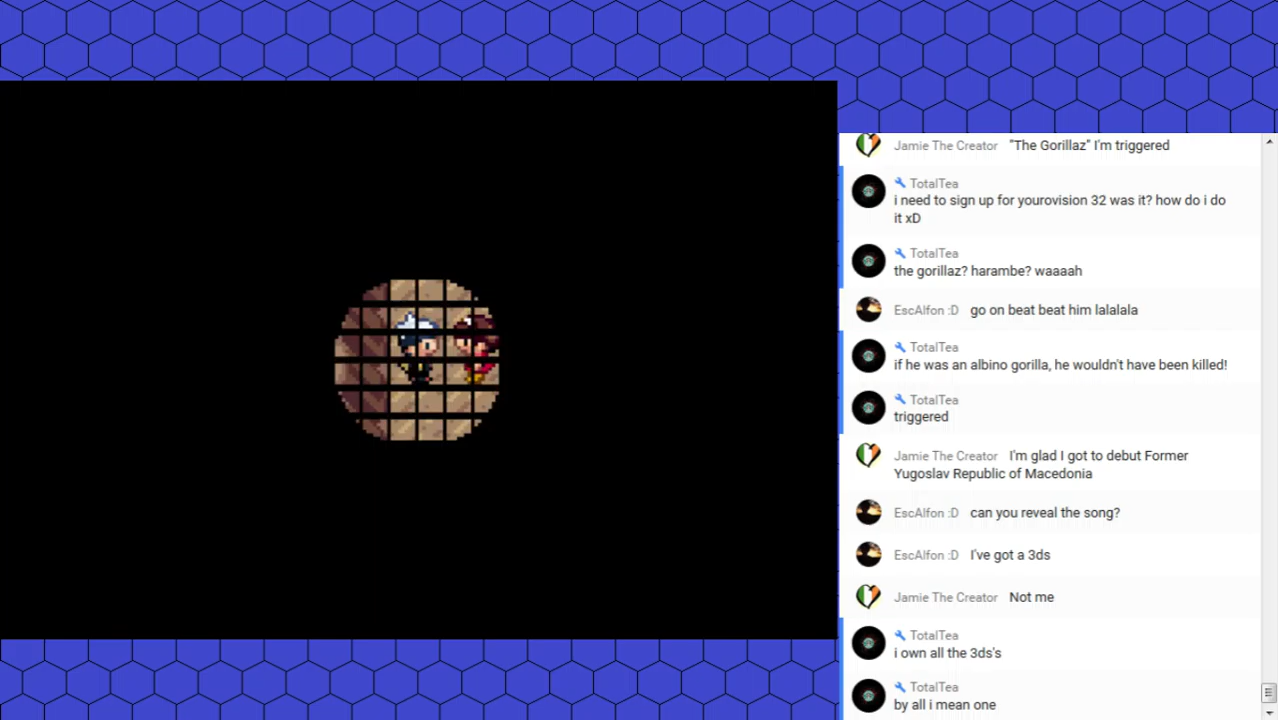 Jamie The Creator "The Gorillaz" I'm triggered
TotalTea
i need to sign up for yourovision 32 was it? how do i do
it xD
TotalTea
the gorillaz? harambe? waaaah
EscAlfon :D go on beat beat him lalalala
TotalTea
if he was an albino gorilla, he wouldn't have been killed!
TotalTea
triggered
Jamie The Creator I'm glad I got to debut Former
Yugoslav Republic of Macedonia
EscAlfon :D can you reveal the song?
EscAlfon :D I've got a 3ds
Jamie The Creator Not me
TotalTea
i own all the 3ds's
TotalTea
by all i mean one